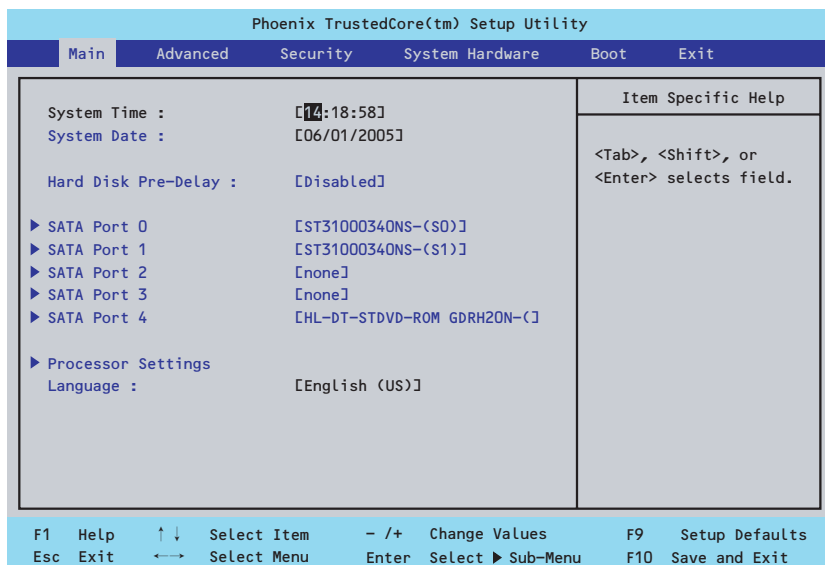 Phoenix TrustedCore(tm) Setup Utility
Main Advanced Security System Hardware Boot Exit
System Time : [14:18:58]
System Date : [06/01/2005]
Hard Disk Pre-Delay : [Disabled]
▶ SATA Port 0 [ST31000340NS-(S0)]
▶ SATA Port 1 [ST31000340NS-(S1)]
▶ SATA Port 2 [none]
▶ SATA Port 3 [none]
▶ SATA Port 4 [HL-DT-STDVD-ROM GDRH20N-(]
▶ Processor Settings
Language : [English (US)]
Item Specific Help
<Tab>, <Shift>, or
<Enter> selects field.
F1 Help ↑↓ Select Item - /+ Change Values F9 Setup Defaults
Esc Exit ←→ Select Menu Enter Select ▶ Sub-Menu F10 Save and Exit